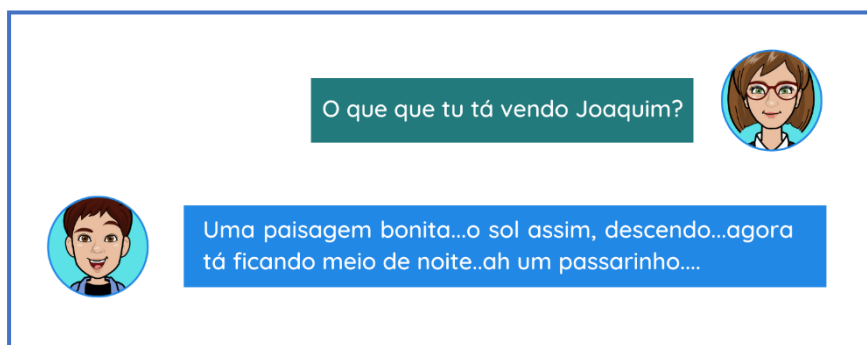 O que que tu tá vendo Joaquim?
Uma paisagem bonita...o sol assim, descendo...agora
tá ficando meio de noite..ah um passarinho....